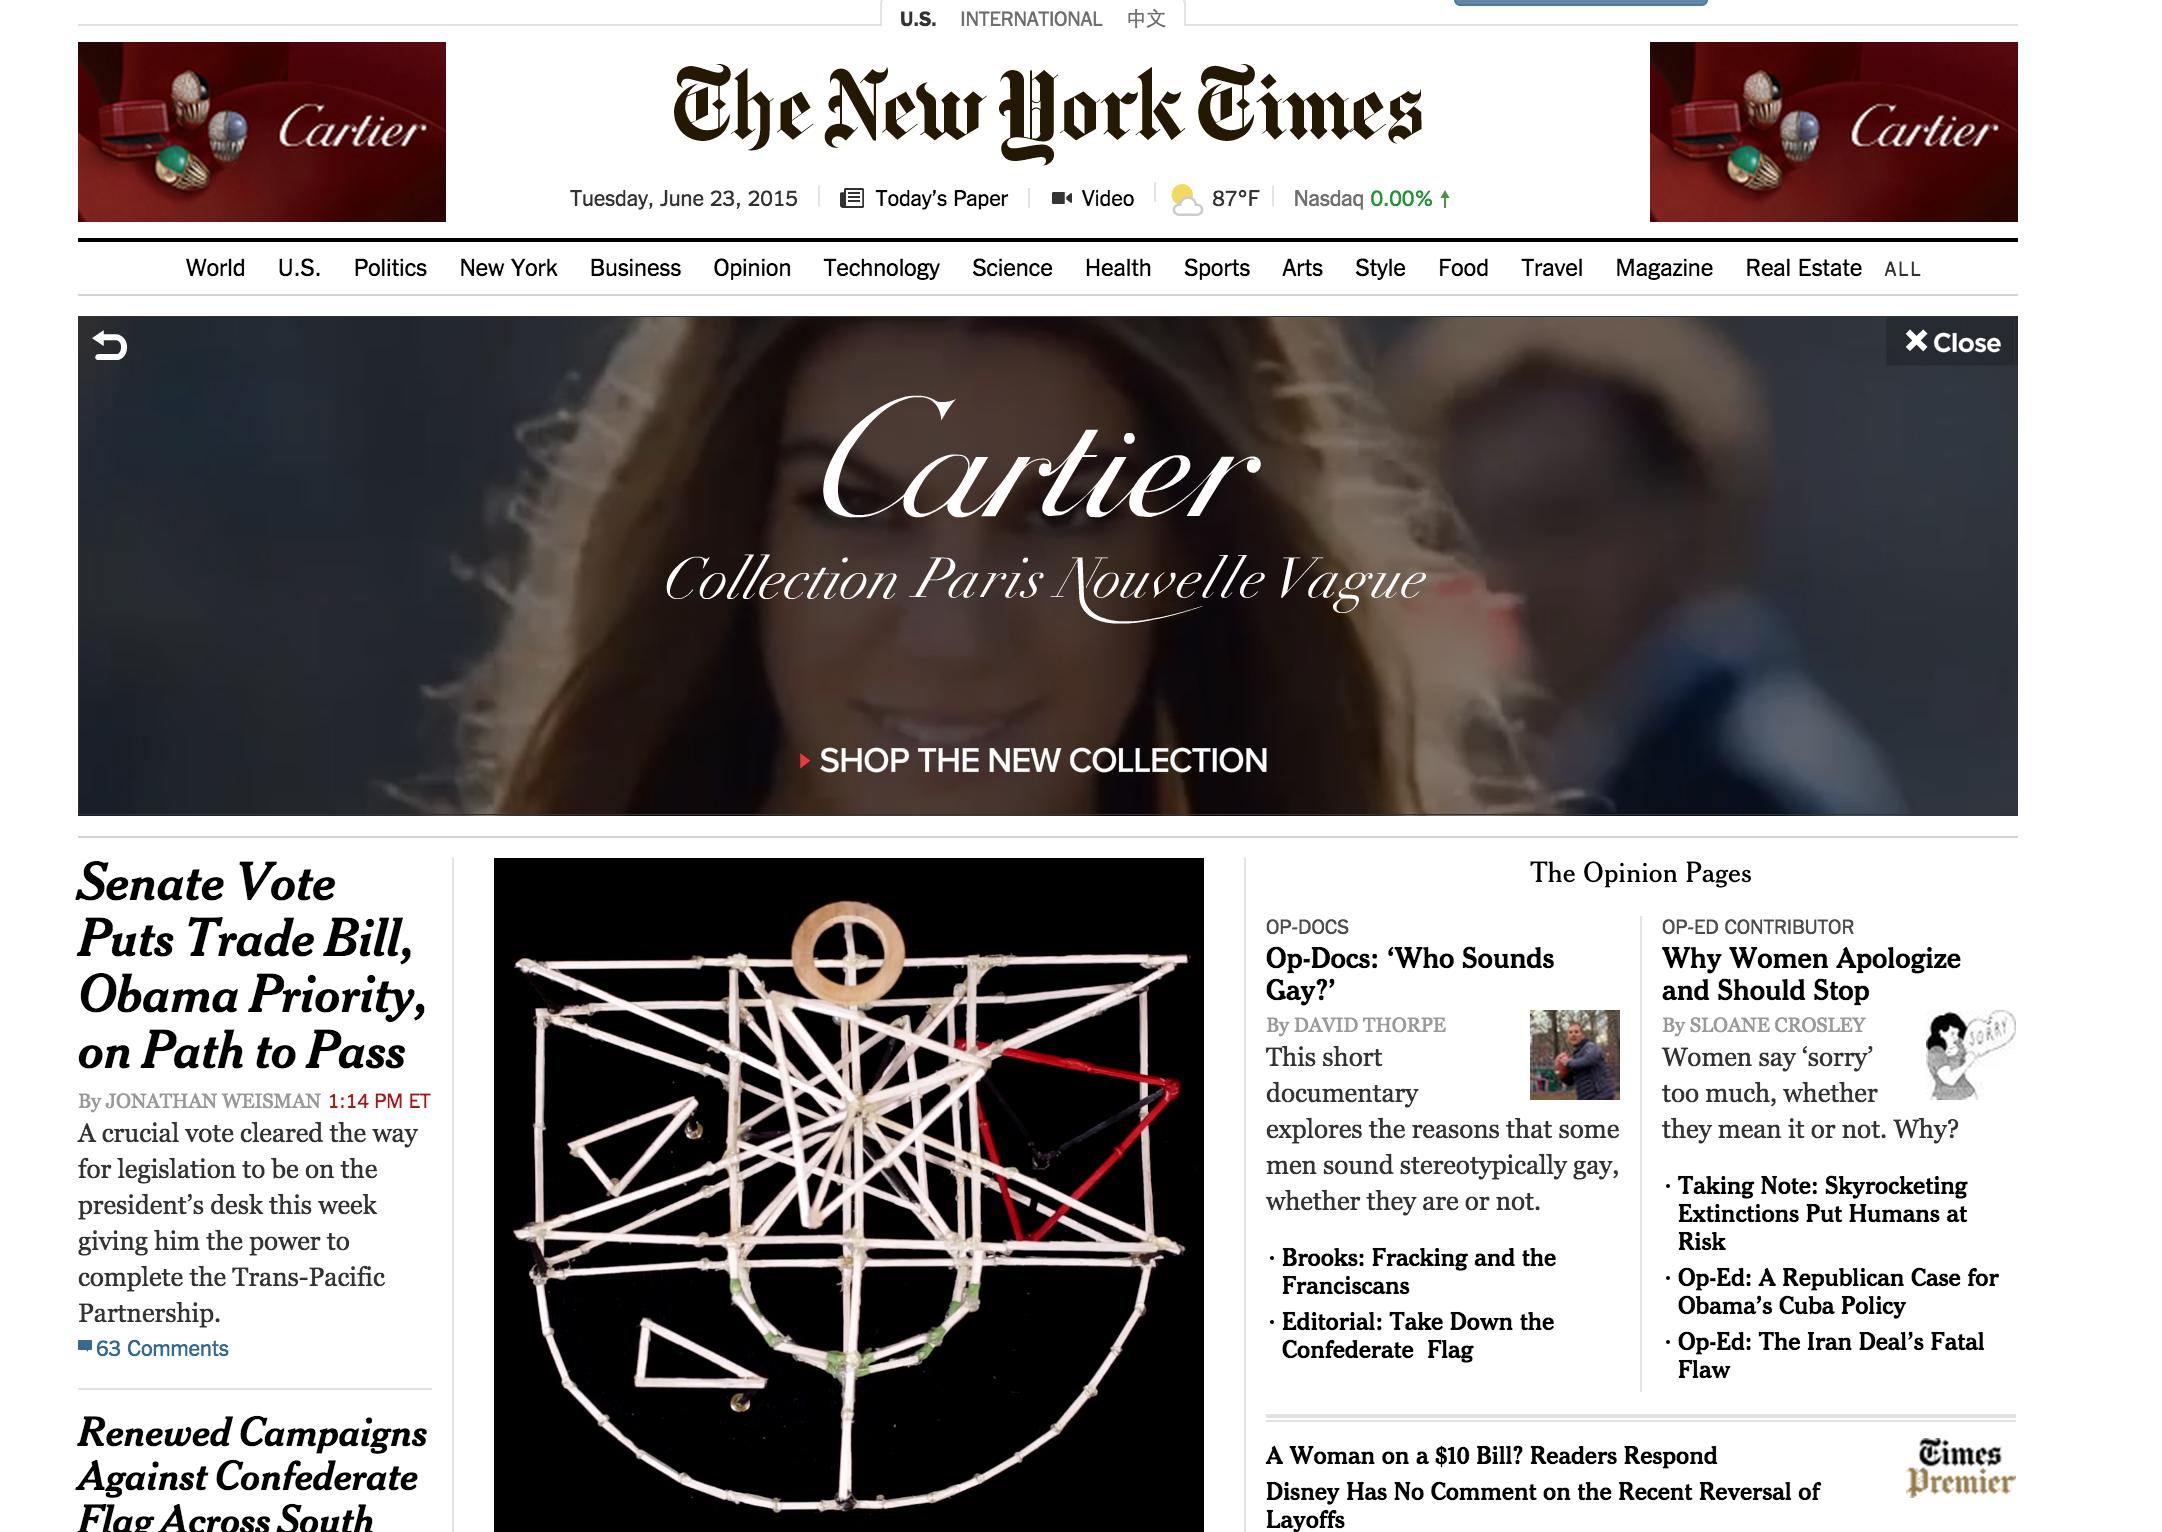 U.S. INTERNATIONAL 中文
Cartier
The New York Times
Cartier
Tuesday, June 23, 2015 Today's Paper Video 87°F Nasdaq 0.00% ↑
World U.S. Politics New York Business Opinion Technology Science Health Sports Arts Style Food Travel Magazine Real Estate ALL
Close
Cartier
Collection Paris Nouvelle Vague
SHOP THE NEW COLLECTION
Senate Vote
Puts Trade Bill,
Obama Priority,
on Path to Pass
By JONATHAN WEISMAN 1:14 PM ET
A crucial vote cleared the way
for legislation to be on the
president's desk this week
giving him the power to
complete the Trans-Pacific
Partnership.
63 Comments
Renewed Campaigns
Against Confederate
Flag Across South
The Opinion Pages
OP-DOCS
Op-Docs: ‘Who Sounds
Gay?’
By DAVID THORPE
This short
documentary
explores the reasons that some
men sound stereotypically gay,
whether they are or not.
· Brooks: Fracking and the
Franciscans
· Editorial: Take Down the
Confederate Flag
OP-ED CONTRIBUTOR
Why Women Apologize
and Should Stop
By SLOANE CROSLEY
SORRY
Women say ‘sorry’
too much, whether
they mean it or not. Why?
· Taking Note: Skyrocketing
Extinctions Put Humans at
Risk
· Op-Ed: A Republican Case for
Obama's Cuba Policy
· Op-Ed: The Iran Deal's Fatal
Flaw
A Woman on a $10 Bill? Readers Respond
Disney Has No Comment on the Recent Reversal of
Layoffs
Times
Premier